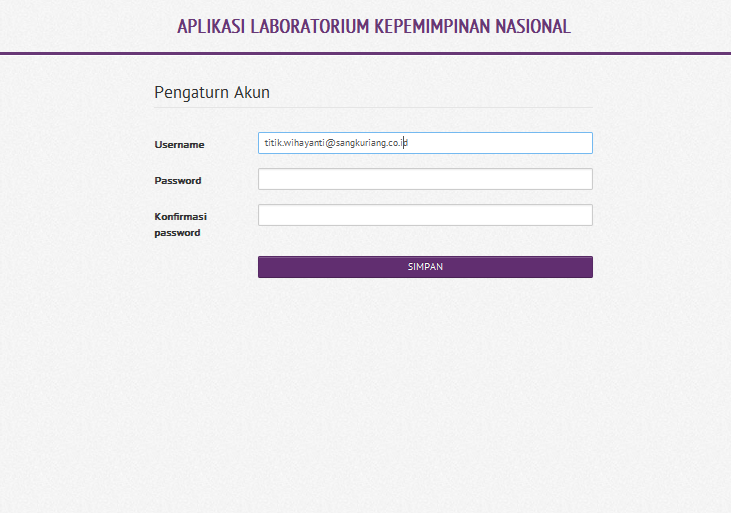 APLIKASI LABORATORIUM KEPEMIMPINAN NASIONAL
Pengaturn Akun
Username
titik.wihayanti@sangkuriang.co.id
Password
Konfirmasi
password
SIMPAN